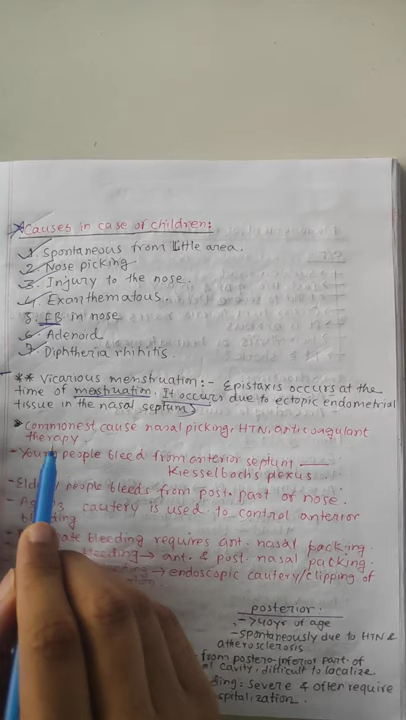 Causes in case of children:
1. Spontaneous from Little area.
2. Nose picking
3. Injury to the nose.
4. Exanthematous.
5. FB in nose
6. Adenoid
7. Diphtheria rhihitis.
** Vicarious menstruation:- Epistaxis occurs at the
time of menstruation. It occurs due to ectopic endometrial
tissue in the nasal septum
Commonest cause nasal picking, HTN, anticoagulant
therapy.
- Young people bleed from anterior septum
Kiesselbach's plexus
- Elderly people bleeds from post. part of nose.
cautery is used to control anterior
bleeding requires ant. nasal packing.
bleeding → ant. & post. nasal packing.
→ endoscopic cautery/clipping of
posterior.
- >40yr of age
- spontaneously due to HTN &
atherosclerosis
- from postero-inferior part of
cavity, difficult to localize
severe & often require